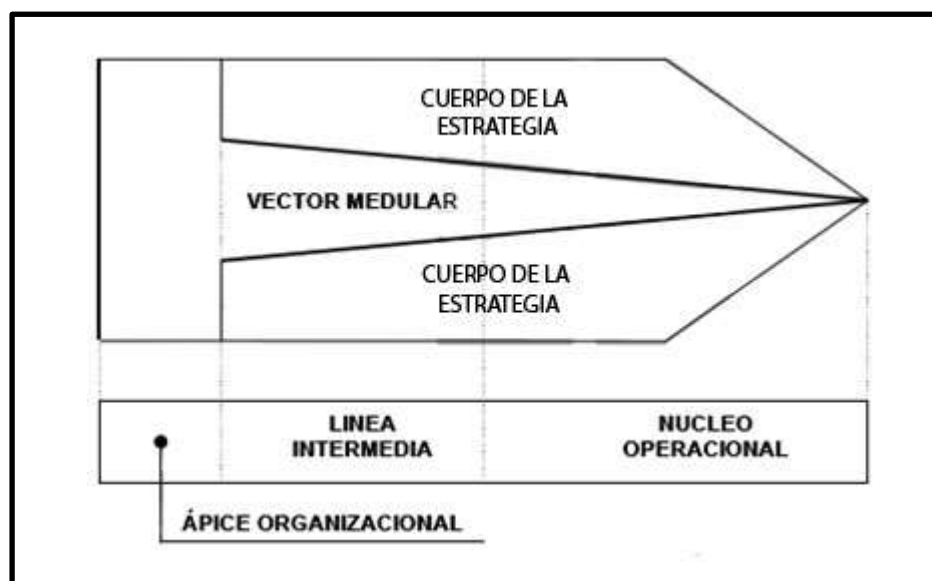 CUERPO DE LA
ESTRATEGIA
VECTOR MEDULAR
CUERPO DE LA
ESTRATEGIA
LINEA
INTERMEDIA
NUCLEO
OPERACIONAL
ÁPICE ORGANIZACIONAL